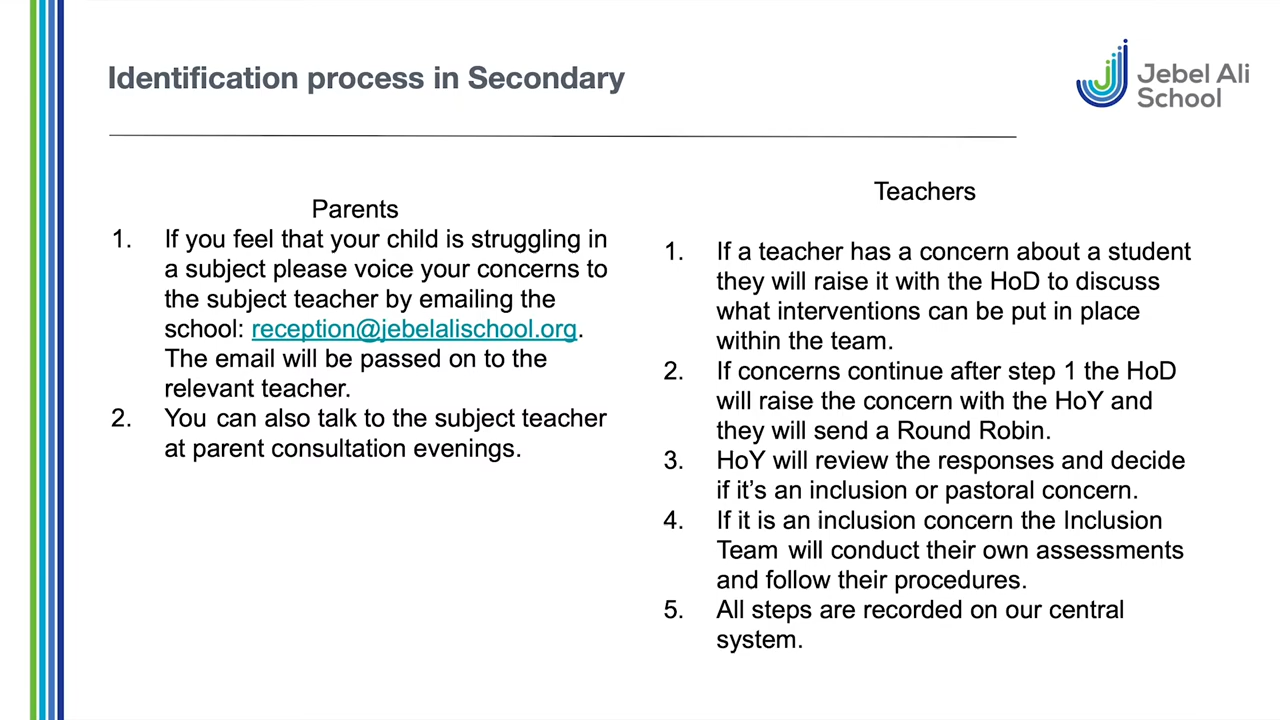 Identification process in Secondary
Jebel Ali
School
Parents
1. If you feel that your child is struggling in
a subject please voice your concerns to
the subject teacher by emailing the
school: reception@jebelalischool.org.
The email will be passed on to the
relevant teacher.
2. You can also talk to the subject teacher
at parent consultation evenings.
Teachers
1. If a teacher has a concern about a student
they will raise it with the HoD to discuss
what interventions can be put in place
within the team.
2. If concerns continue after step 1 the HoD
will raise the concern with the HoY and
they will send a Round Robin.
3. HoY will review the responses and decide
if it’s an inclusion or pastoral concern.
4. If it is an inclusion concern the Inclusion
Team will conduct their own assessments
and follow their procedures.
5. All steps are recorded on our central
system.